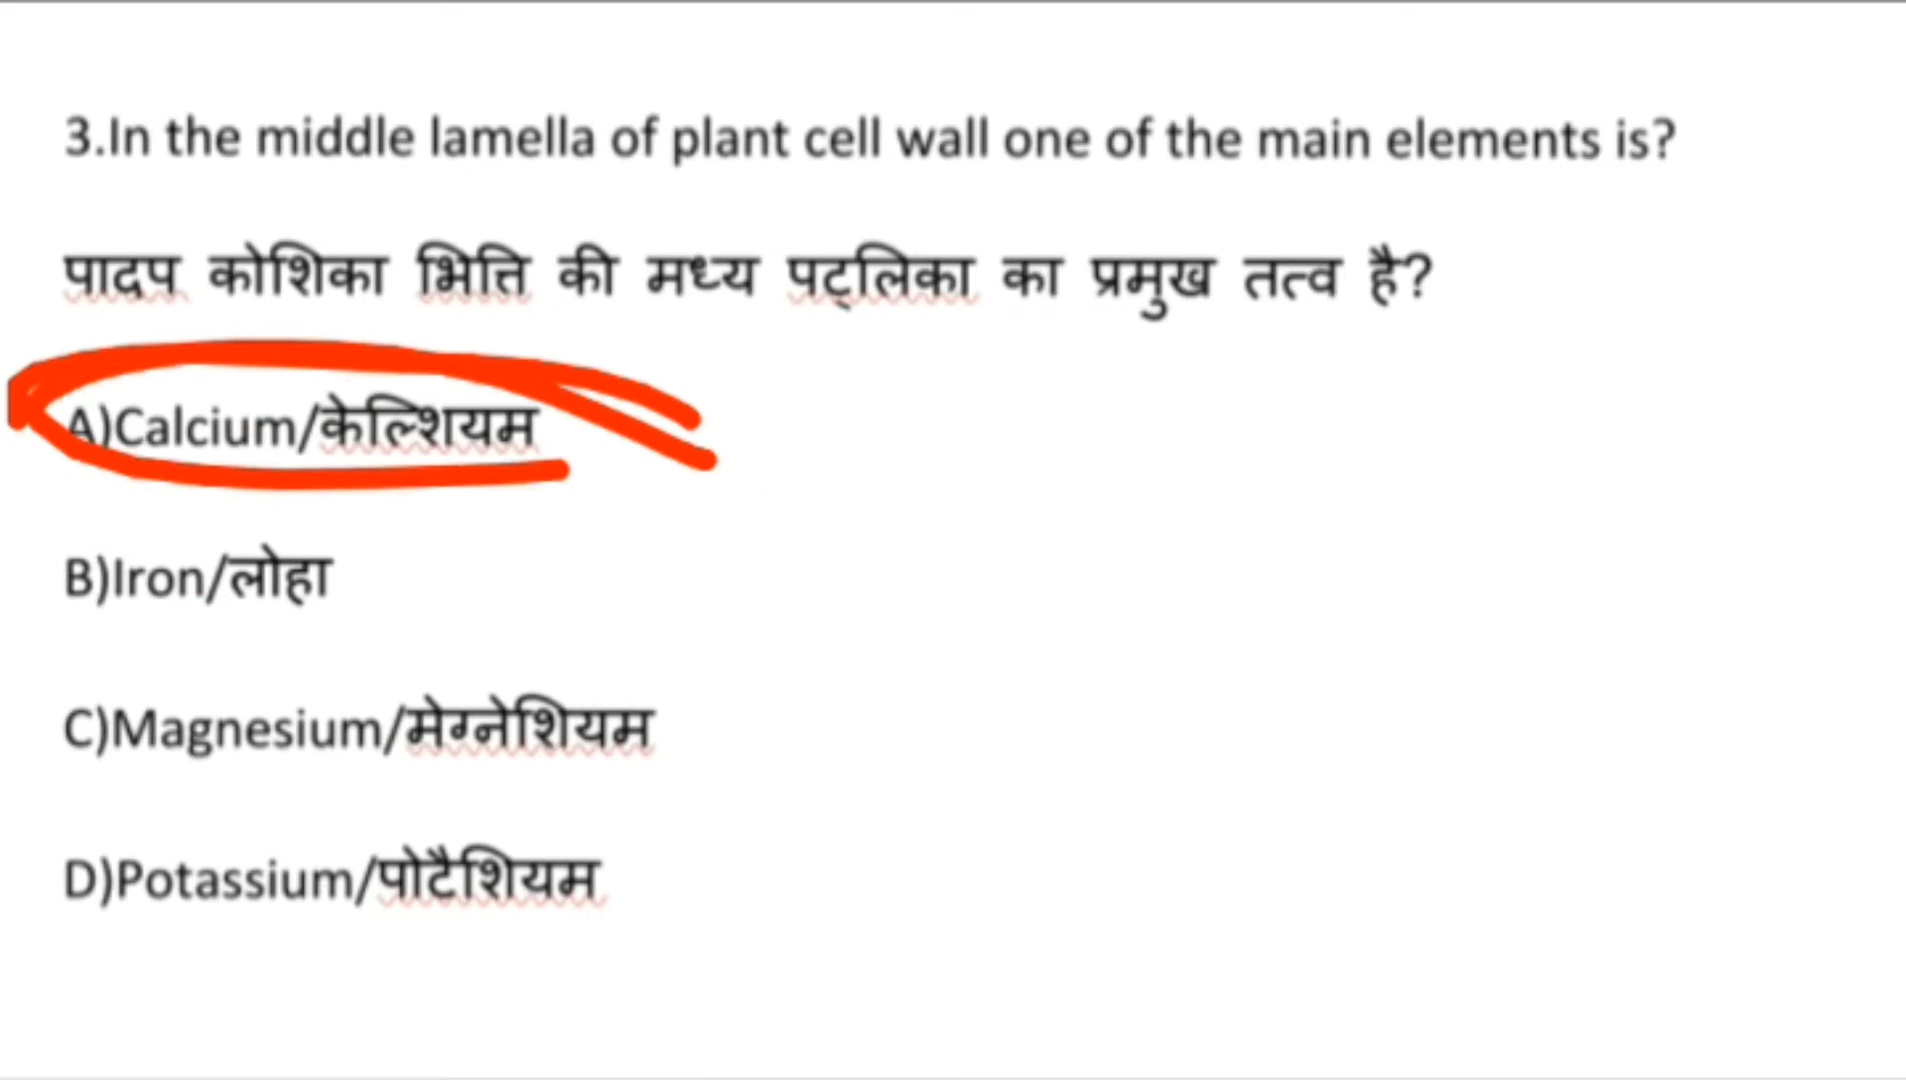 3.In the middle lamella of plant cell wall one of the main elements is?
पादप कोशिका भित्ति की मध्य पट्लिका का प्रमुख तत्व है?
A)Calcium/केल्शियम
B)Iron/लोहा
C)Magnesium/मेग्नेशियम
D)Potassium/पोटैशियम